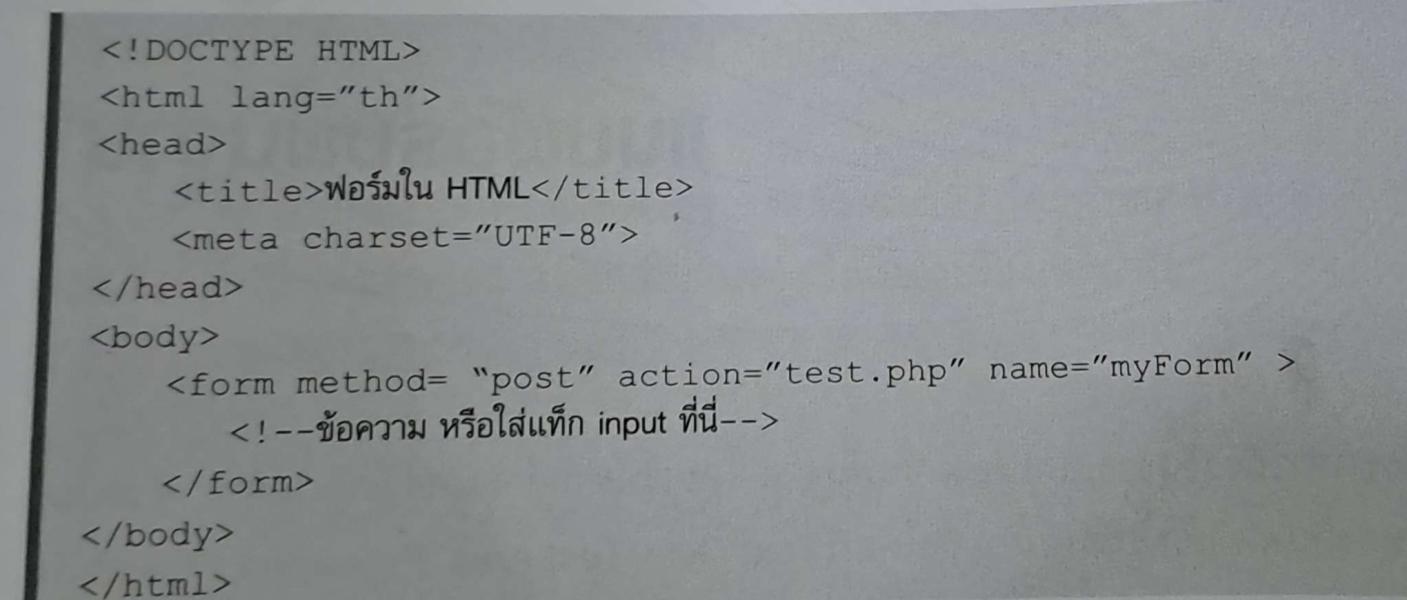 <!DOCTYPE HTML>
<html lang="th">
<head>
<title>ฟอร์มใน HTML</title>
<meta charset="UTF-8">
</head>
<body>
<form method= "post" action="test.php" name="myForm" >
<!--ข้อความ หรือใส่แท็ก input ที่นี่-->
</form>
</body>
</html>